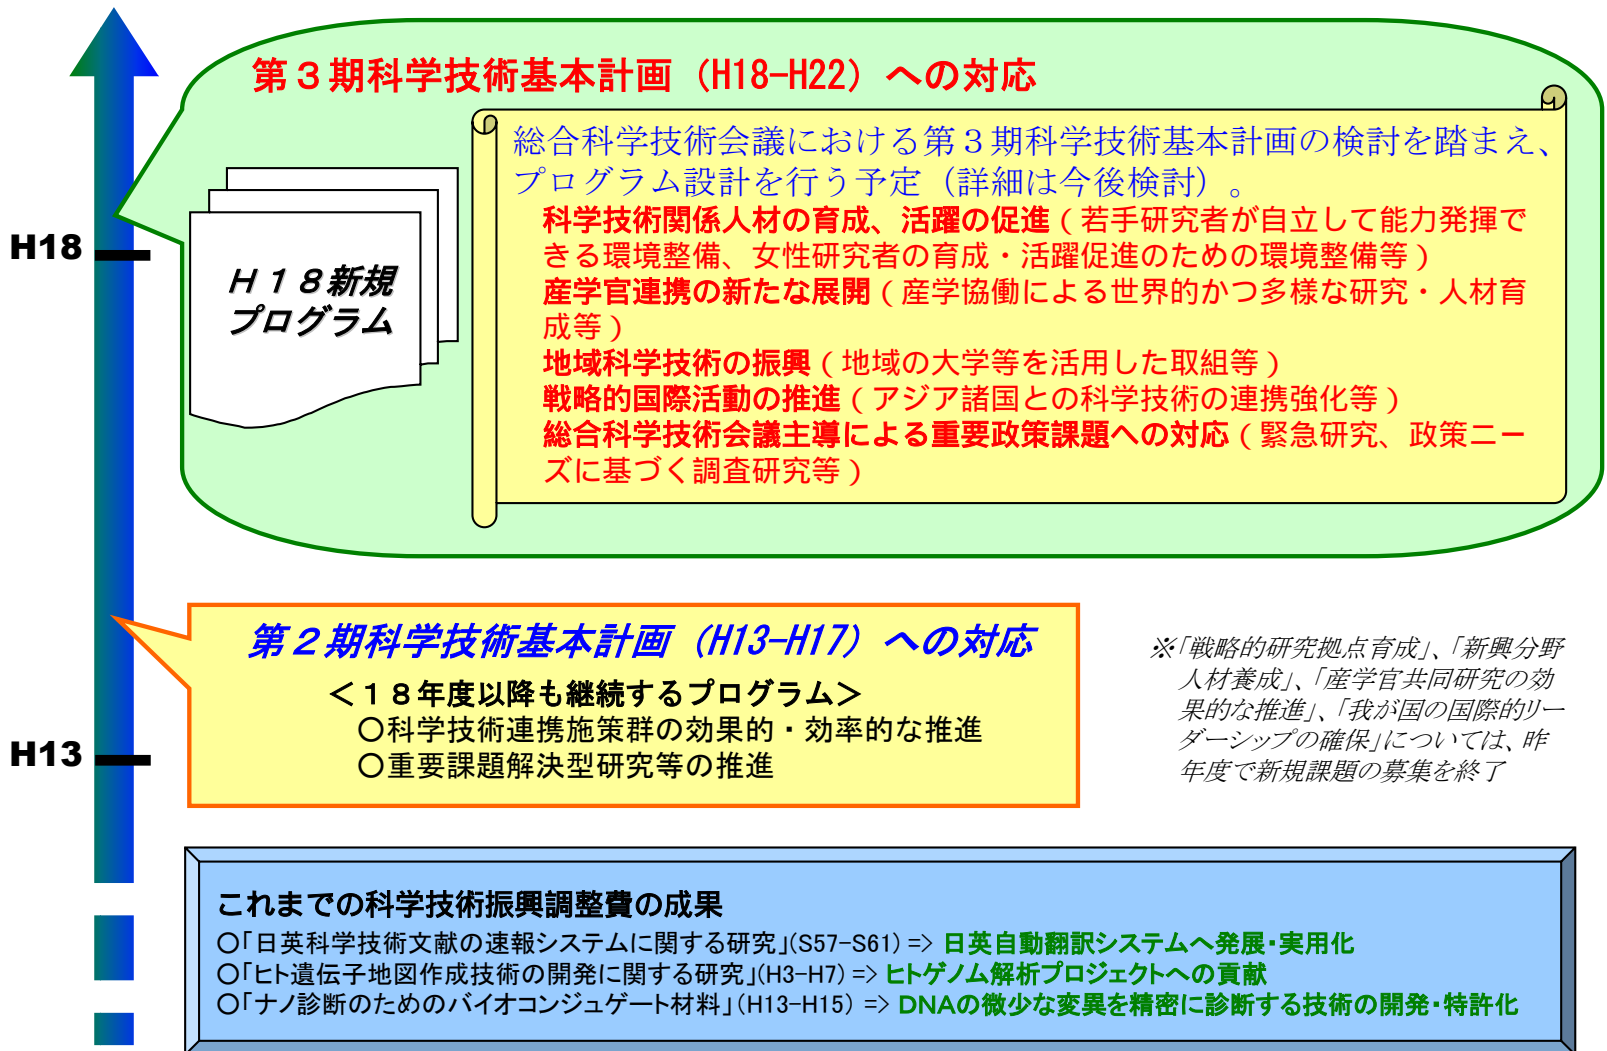 第３期科学技術基本計画（H18-H22）への対応
総合科学技術会議における第３期科学技術基本計画の検討を踏まえ、
プログラム設計を行う予定（詳細は今後検討）。
科学技術関係人材の育成、活躍の促進（若手研究者が自立して能力発揮で
きる環境整備、女性研究者の育成・活躍促進のための環境整備等）
産学官連携の新たな展開（産学協働による世界的かつ多様な研究・人材育
成等）
地域科学技術の振興（地域の大学等を活用した取組等）
戦略的国際活動の推進（アジア諸国との科学技術の連携強化等）
総合科学技術会議主導による重要政策課題への対応（緊急研究、政策ニー
ズに基づく調査研究等）
H18
Ｈ１８新規
プログラム
第２期科学技術基本計画（H13-H17）への対応
＜１８年度以降も継続するプログラム＞
○科学技術連携施策群の効果的・効率的な推進
○重要課題解決型研究等の推進
H13
※「戦略的研究拠点育成」、「新興分野
人材養成」、「産学官共同研究の効
果的な推進」、「我が国の国際的リー
ダーシップの確保」については、昨
年度で新規課題の募集を終了
これまでの科学技術振興調整費の成果
○「日英科学技術文献の速報システムに関する研究」(S57-S61) => 日英自動翻訳システムへ発展・実用化
○「ヒト遺伝子地図作成技術の開発に関する研究」(H3-H7) => ヒトゲノム解析プロジェクトへの貢献
○「ナノ診断のためのバイオコンジュゲート材料」(H13-H15) => DNAの微少な変異を精密に診断する技術の開発・特許化